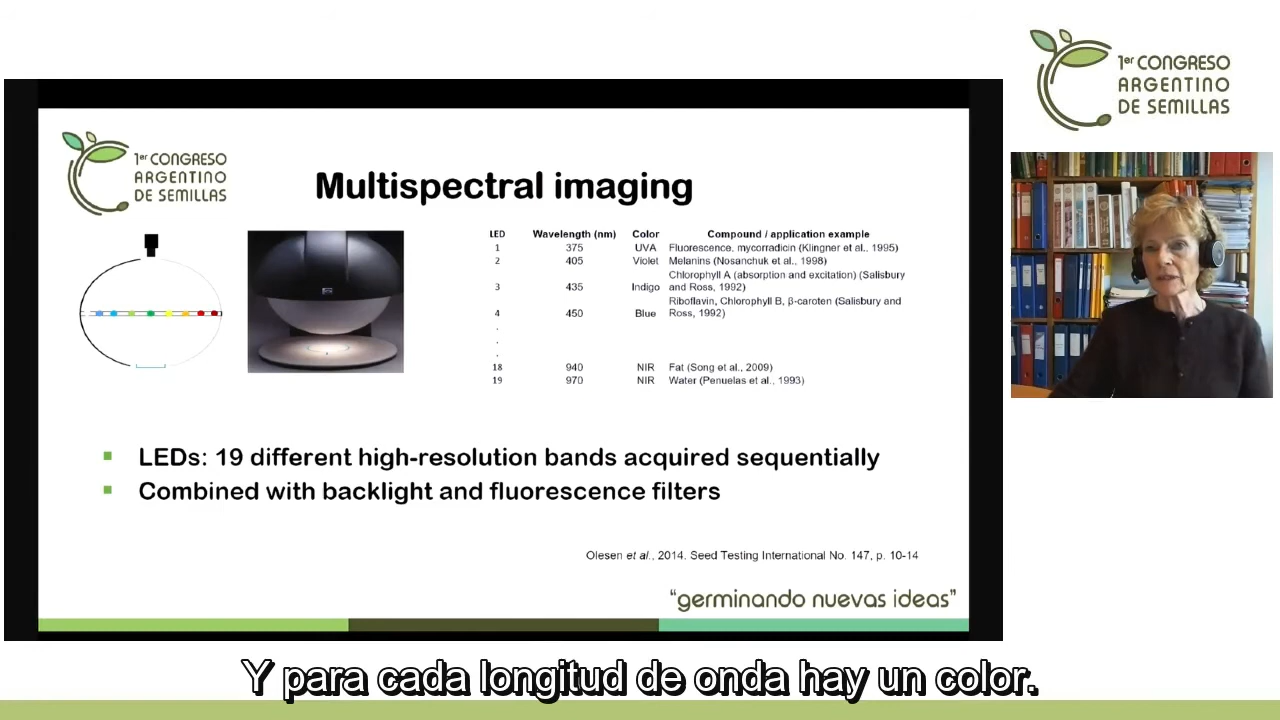 1er CONGRESO
ARGENTINO
DE SEMILLAS
1er CONGRESO
ARGENTINO
DE SEMILLAS
Multispectral imaging
LED Wavelength (nm) Color Compound / application example
1 375 UVA Fluorescence, mycorradicin (Klingner et al., 1995)
2 405 Violet Melanins (Nosanchuk et al., 1998)
Chlorophyll A (absorption and excitation) (Salisbury
3 435 Indigo and Ross, 1992)
Riboflavin, Chlorophyll B, β-caroten (Salisbury and
4 450 Blue Ross, 1992)
.
.
.
18 940 NIR Fat (Song et al., 2009)
19 970 NIR Water (Penuelas et al., 1993)
▪ LEDs: 19 different high-resolution bands acquired sequentially
▪ Combined with backlight and fluorescence filters
Olesen et al., 2014. Seed Testing International No. 147, p. 10-14
“germinando nuevas ideas”
Y para cada longitud de onda hay un color.